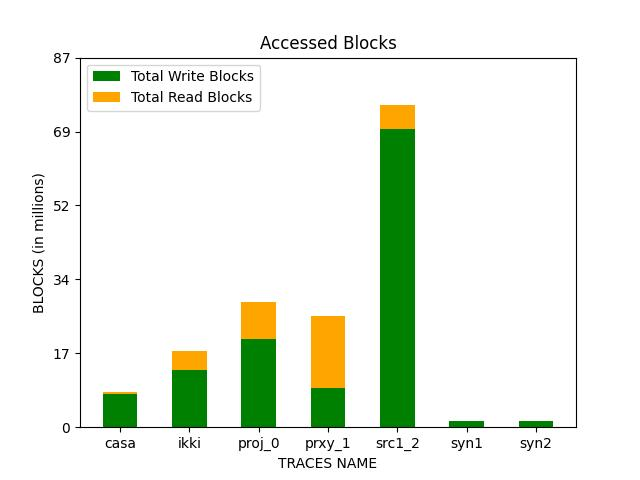 Accessed Blocks
Total Write Blocks
Total Read Blocks
BLOCKS (in millions)
87
69
52
34
17
0
casa ikki proj_0 prxy_1 src1_2 syn1 syn2
TRACES NAME